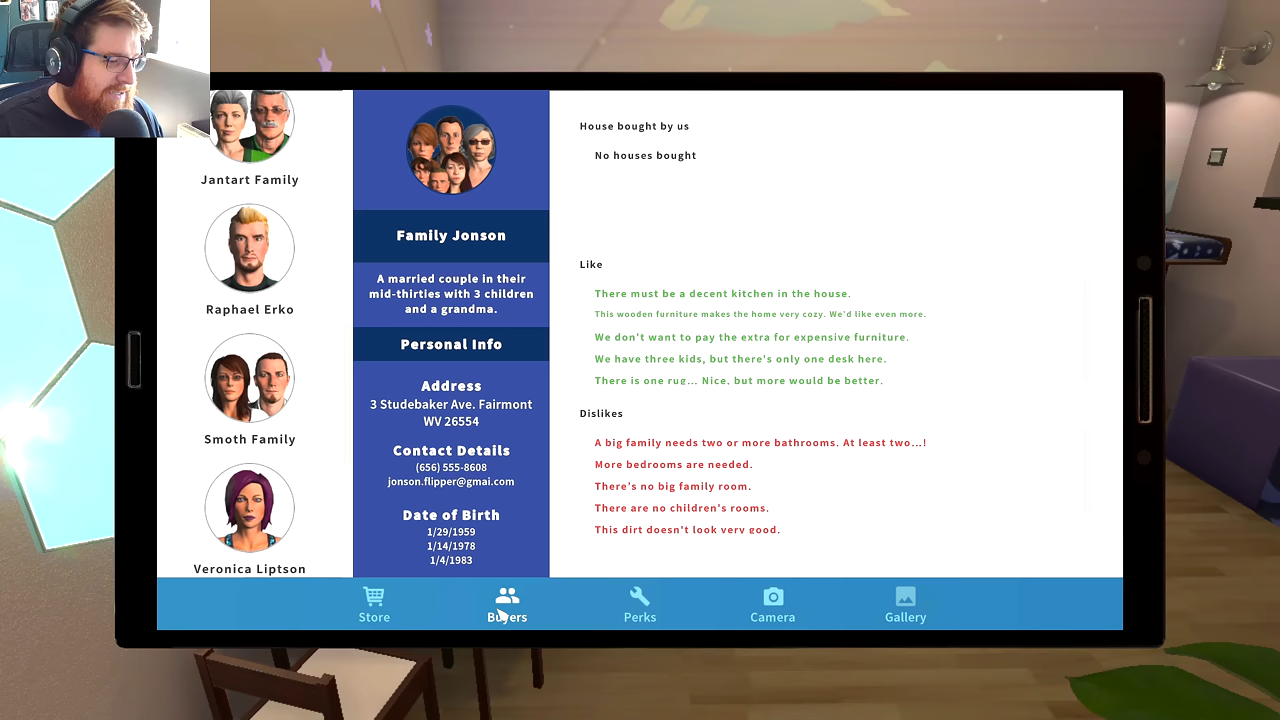 Jantart Family
Raphael Erko
Smoth Family
Veronica Liptson
Family Jonson
A married couple in their
mid-thirties with 3 children
and a grandma.
Personal Info
Address
3 Studebaker Ave. Fairmont
WV 26554
Contact Details
(656) 555-8608
jonson.flipper@gmai.com
Date of Birth
1/29/1959
1/14/1978
1/4/1983
House bought by us
No houses bought
Like
There must be a decent kitchen in the house.
This wooden furniture makes the home very cozy. We'd like even more.
We don't want to pay the extra for expensive furniture.
We have three kids, but there's only one desk here.
There is one rug... Nice, but more would be better.
Dislikes
A big family needs two or more bathrooms. At least two...!
More bedrooms are needed.
There's no big family room.
There are no children's rooms.
This dirt doesn't look very good.
Store
Buyers
Perks
Camera
Gallery